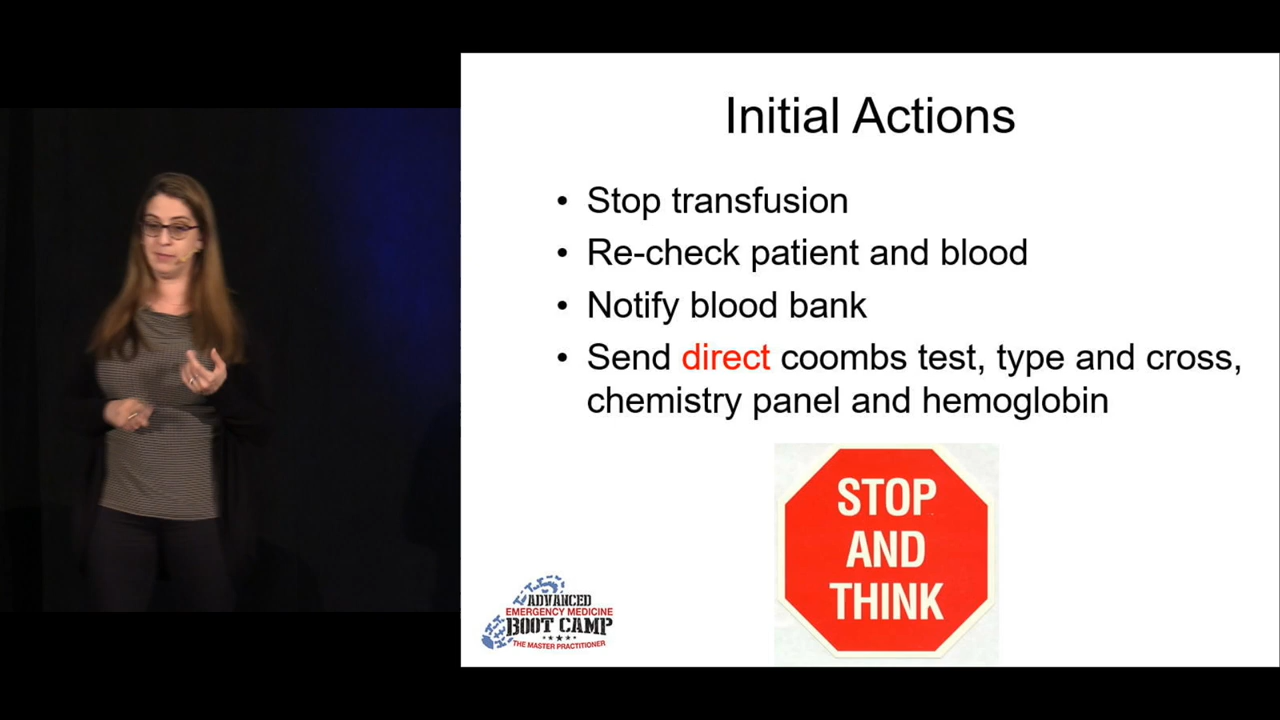 Initial Actions
• Stop transfusion
• Re-check patient and blood
• Notify blood bank
• Send direct coombs test, type and cross,
chemistry panel and hemoglobin
STOP
AND
THINK
ADVANCED
EMERGENCY MEDICINE
BOOT CAMP
THE MASTER PRACTITIONER